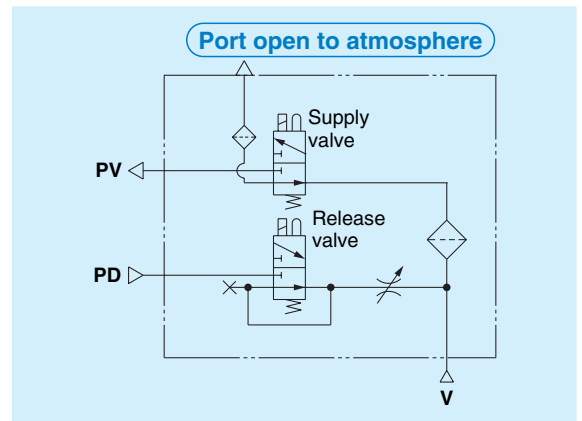 Port open to atmosphere
Supply
valve
PV
Release
valve
PD
V